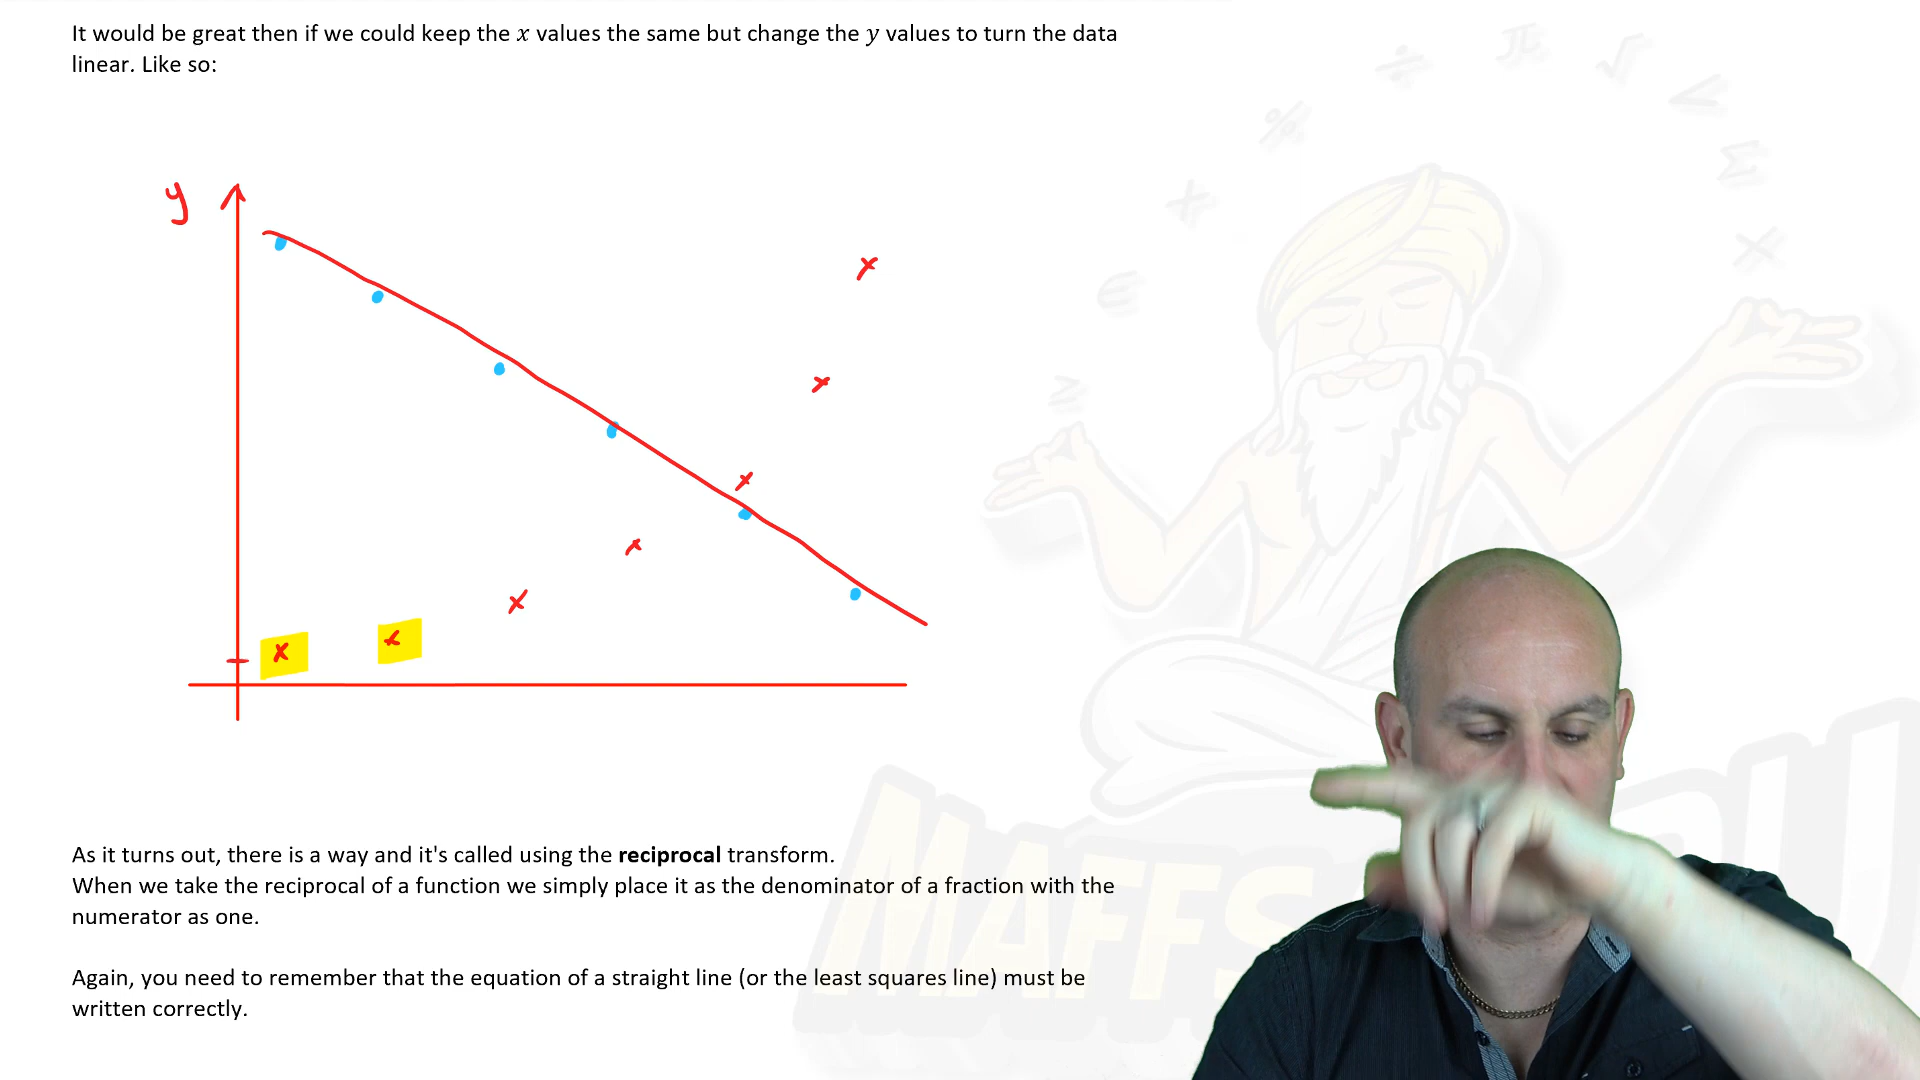 It would be great then if we could keep the x values the same but change the y values to turn the data
linear. Like so:
y
As it turns out, there is a way and it's called using the reciprocal transform.
When we take the reciprocal of a function we simply place it as the denominator of a fraction with the
numerator as one.
Again, you need to remember that the equation of a straight line (or the least squares line) must be
written correctly.
MAFFS